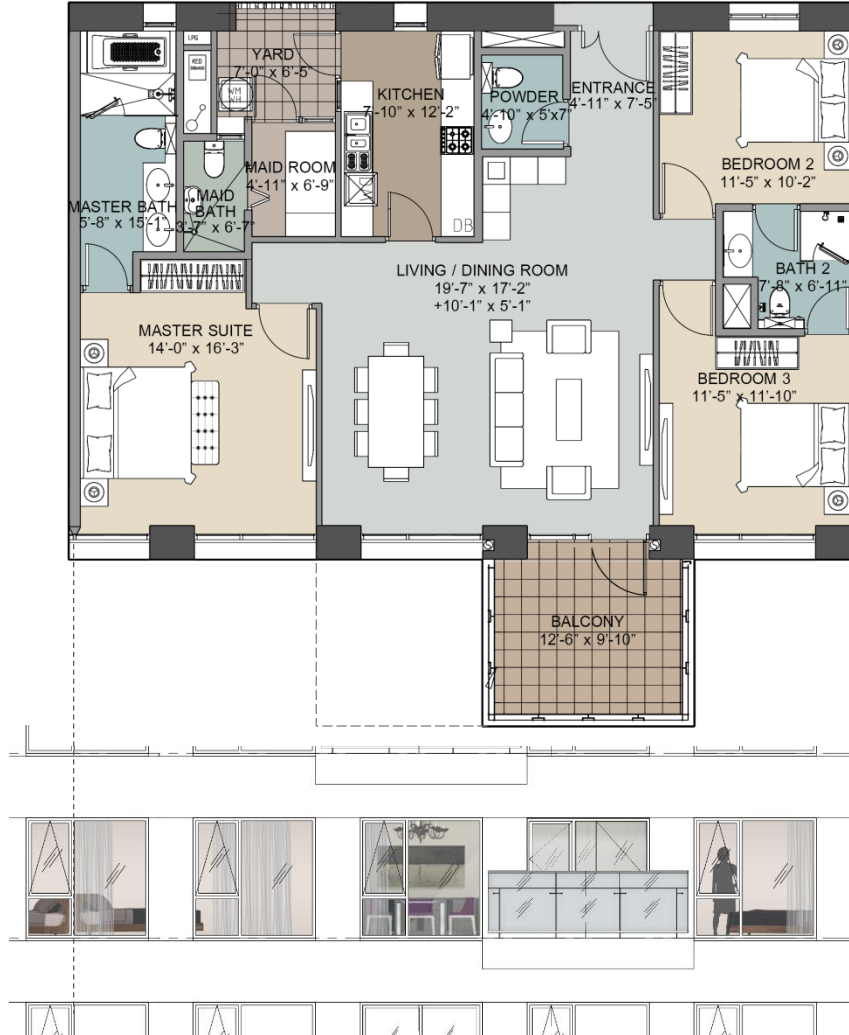 LPG
YARD
7'-0" x 6'-5"
KED
WM
WH
KITCHEN
7'-10" x 12'-2"
POWDER
4'-10" x 5'x7"
ENTRANCE
4'-11" x 7'-5"
BEDROOM 2
11'-5" x 10'-2"
MAID ROOM
4'-11" x 6'-9"
MASTER BATH
5'-8" x 15'-1"
MAID
BATH
3'-7" x 6'-7"
DB
LIVING / DINING ROOM
19'-7" x 17'-2"
+10'-1" x 5'-1"
BATH 2
7'-8" x 6'-11"
MASTER SUITE
14'-0" x 16'-3"
BEDROOM 3
11'-5" x 11'-10"
BALCONY
12'-6" x 9'-10"